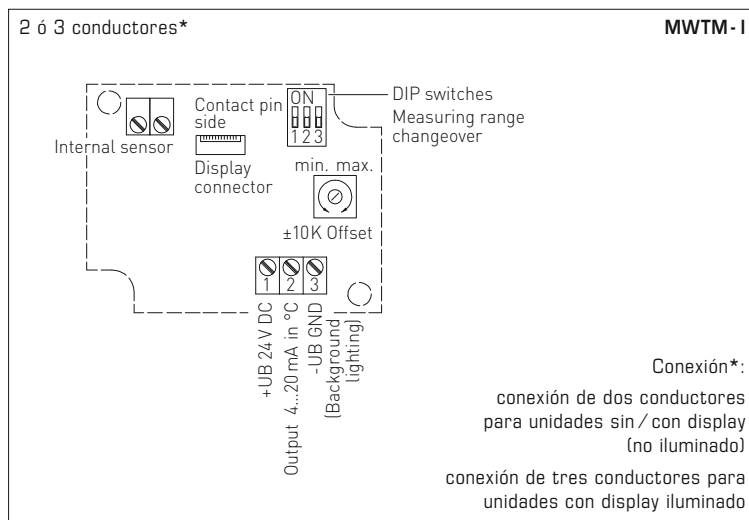 2 ó 3 conductores*
MWTM-I
ON
DIP switches
Contact pin
side
Measuring range
changeover
1 2 3
Internal sensor
Display
connector
min. max.
±10K Offset
1 2 3
+UB 24 V DC
Output 4...20 mA in °C
-UB GND
(Background
lighting)
Conexión*:
conexión de dos conductores
para unidades sin / con display
(no iluminado)
conexión de tres conductores para
unidades con display iluminado